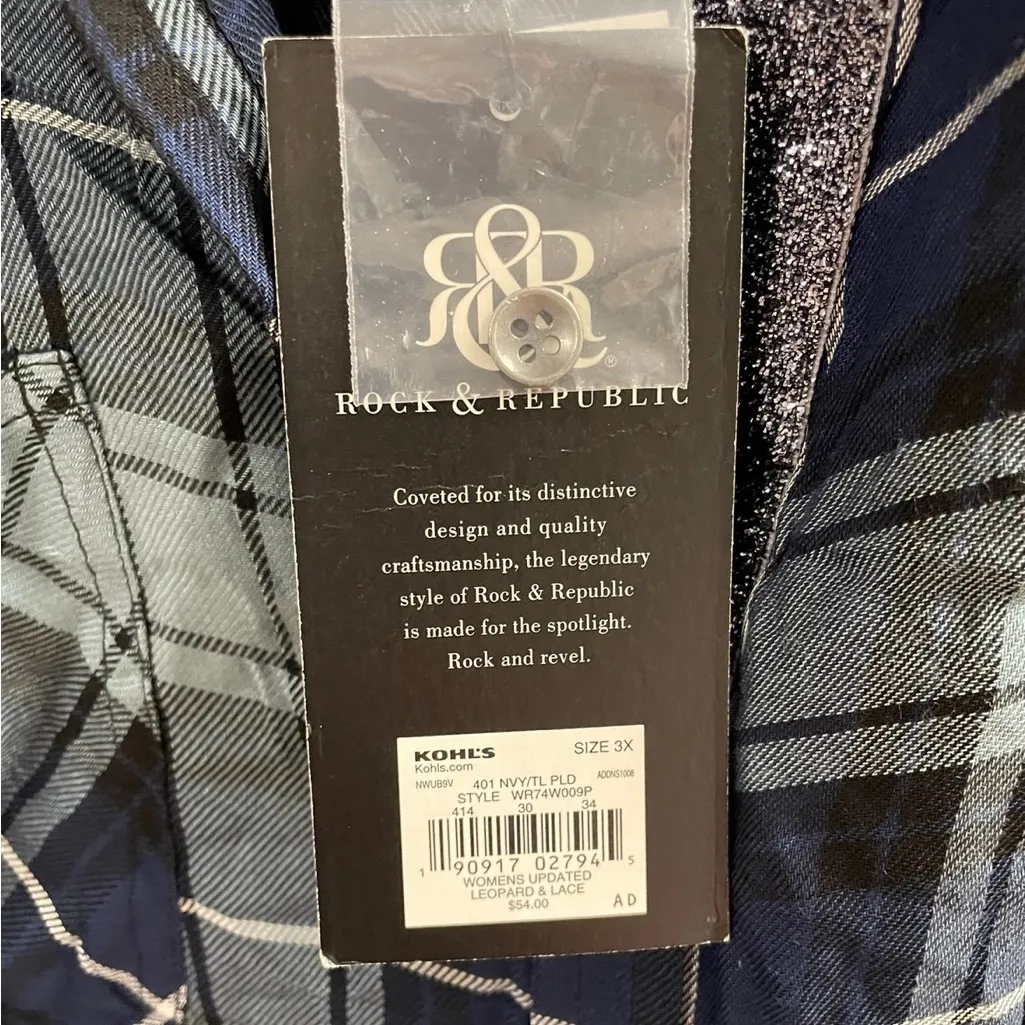 R&R
®
ROCK & REPUBLIC
Coveted for its distinctive
design and quality
craftsmanship, the legendary
style of Rock & Republic
is made for the spotlight.
Rock and revel.
KOHL'S SIZE 3X
Kohls.com
NWUB9V 401 NVY/TL PLD ADDNS1008
STYLE WR74W009P
414 30 34
1 90917 02794 5
WOMENS UPDATED
LEOPARD & LACE
$54.00 A D